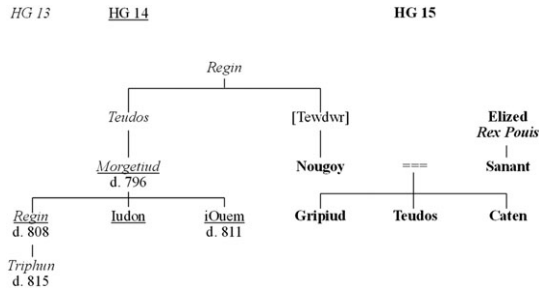 HG 13 HG 14 HG 15
Regin
Teudos [Tewdwr] Elized
Rex Pouis
Morgetiud Nougoy === Sanant
d. 796
Regin Iudon iOuem Gripiud Teudos Caten
d. 808 d. 811
Triphun
d. 815